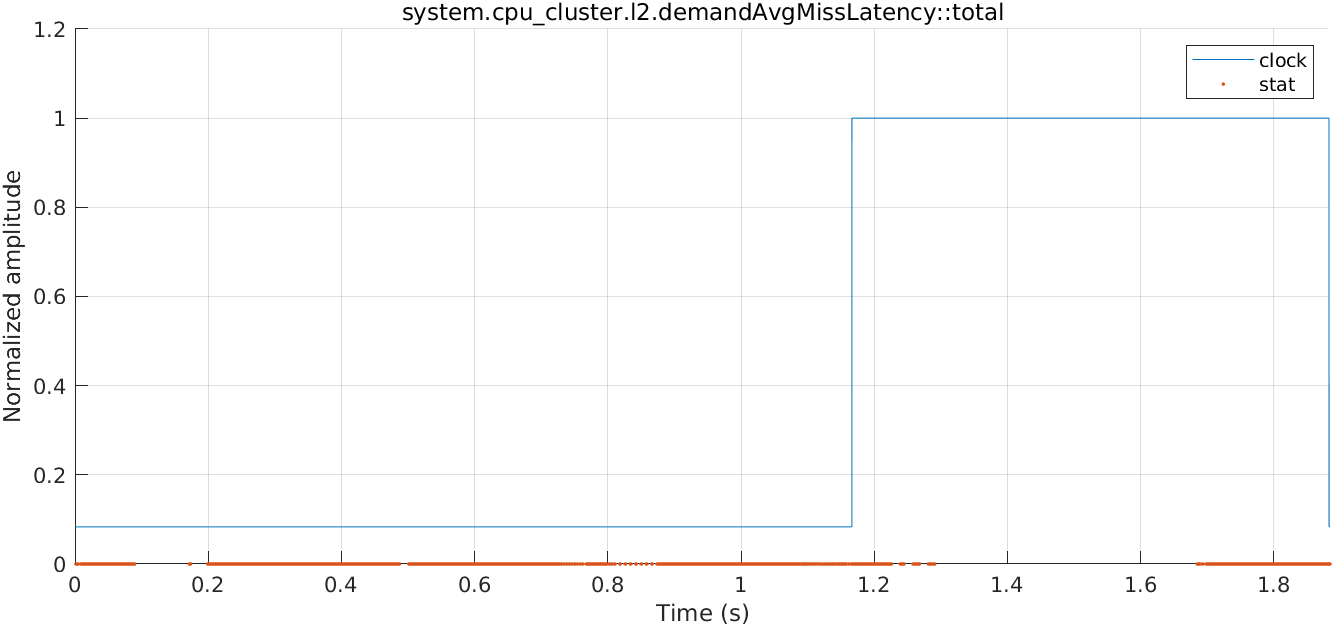 system.cpu_cluster.l2.demandAvgMissLatency::total
1.2
1
0.8
0.6
0.4
0.2
0
Normalized amplitude
clock
stat
0 0.2 0.4 0.6 0.8 1 1.2 1.4 1.6 1.8
Time (s)